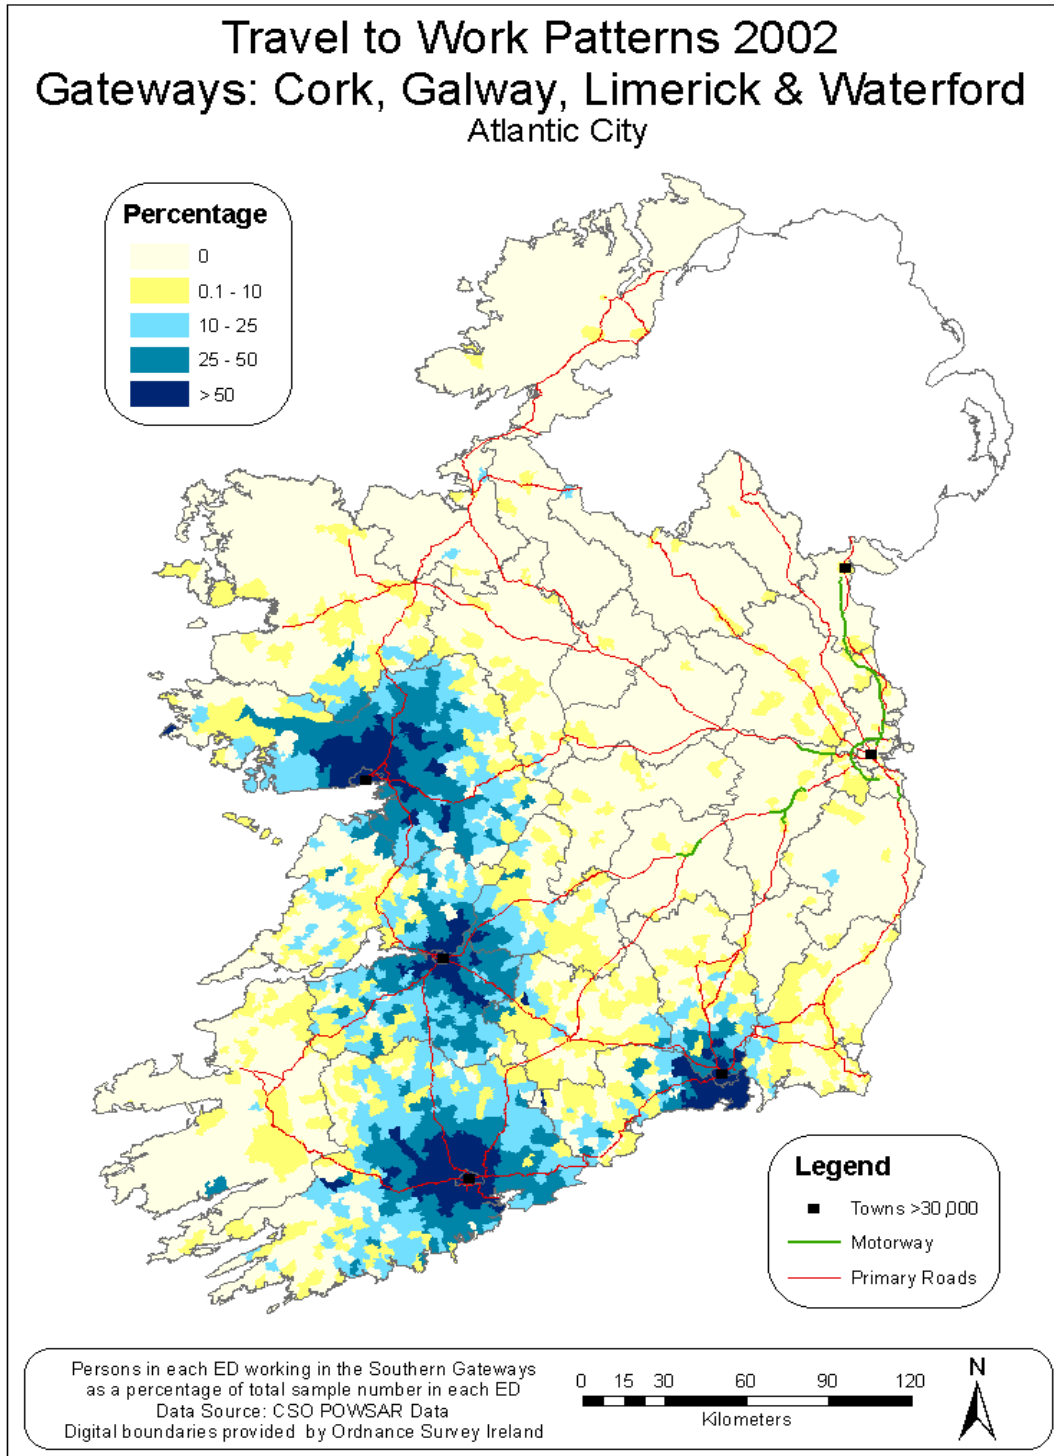 Travel to Work Patterns 2002
Gateways: Cork, Galway, Limerick & Waterford
Atlantic City
Percentage
0
0.1 - 10
10 - 25
25 - 50
> 50
Legend
Towns >30,000
Motorway
Primary Roads
Persons in each ED working in the Southern Gateways
as a percentage of total sample number in each ED
Data Source: CSO POWSAR Data
Digital boundaries provided by Ordnance Survey Ireland
0 15 30 60 90 120
Kilometers
N